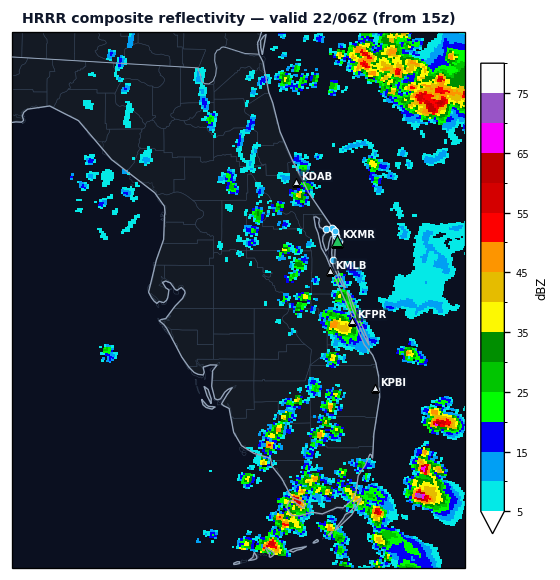 HRRR composite reflectivity — valid 22/06Z (from 15z)
KDAB
KXMR
KMLB
KFPR
KPBI
75
65
55
45
35
25
15
5
dBZ